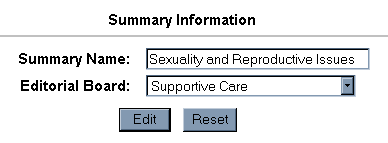 Summary Information
Summary Name: Sexuality and Reproductive Issues
Editorial Board: Supportive Care
Edit Reset